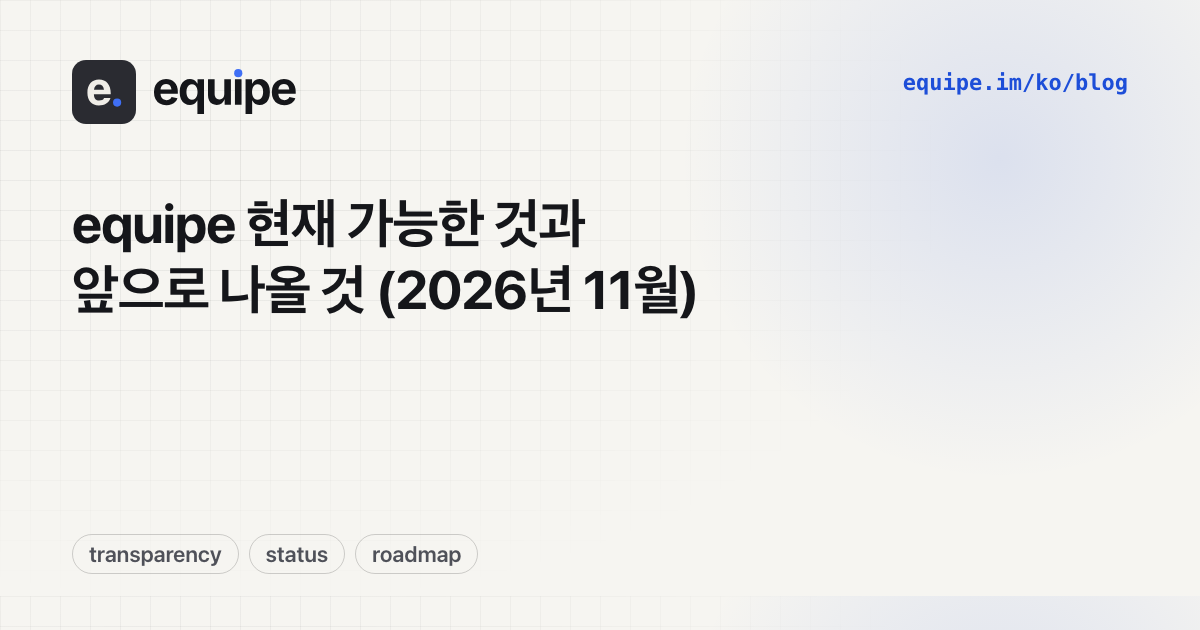 e. equipe
equipe.im/ko/blog
equipe 현재 가능한 것과
앞으로 나올 것 (2026년 11월)
transparency status roadmap